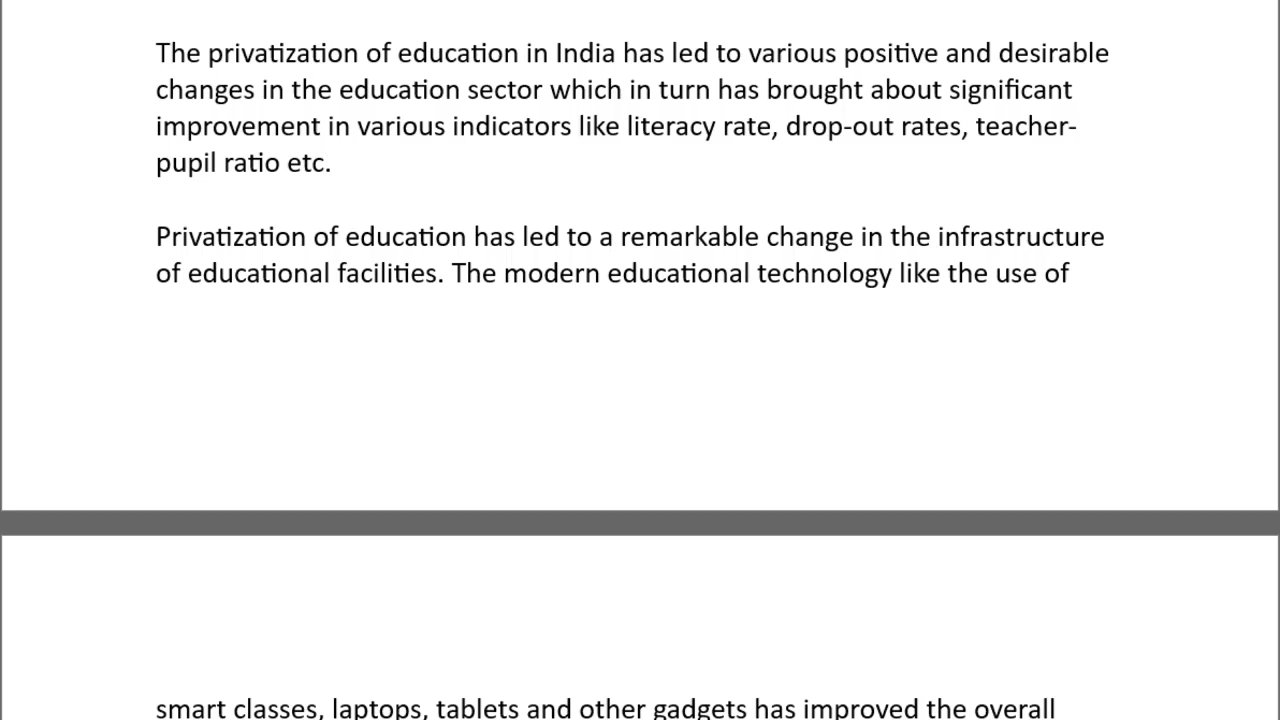 The privatization of education in India has led to various positive and desirable
changes in the education sector which in turn has brought about significant
improvement in various indicators like literacy rate, drop-out rates, teacher-
pupil ratio etc.
Privatization of education has led to a remarkable change in the infrastructure
of educational facilities. The modern educational technology like the use of
smart classes, laptops, tablets and other gadgets has improved the overall